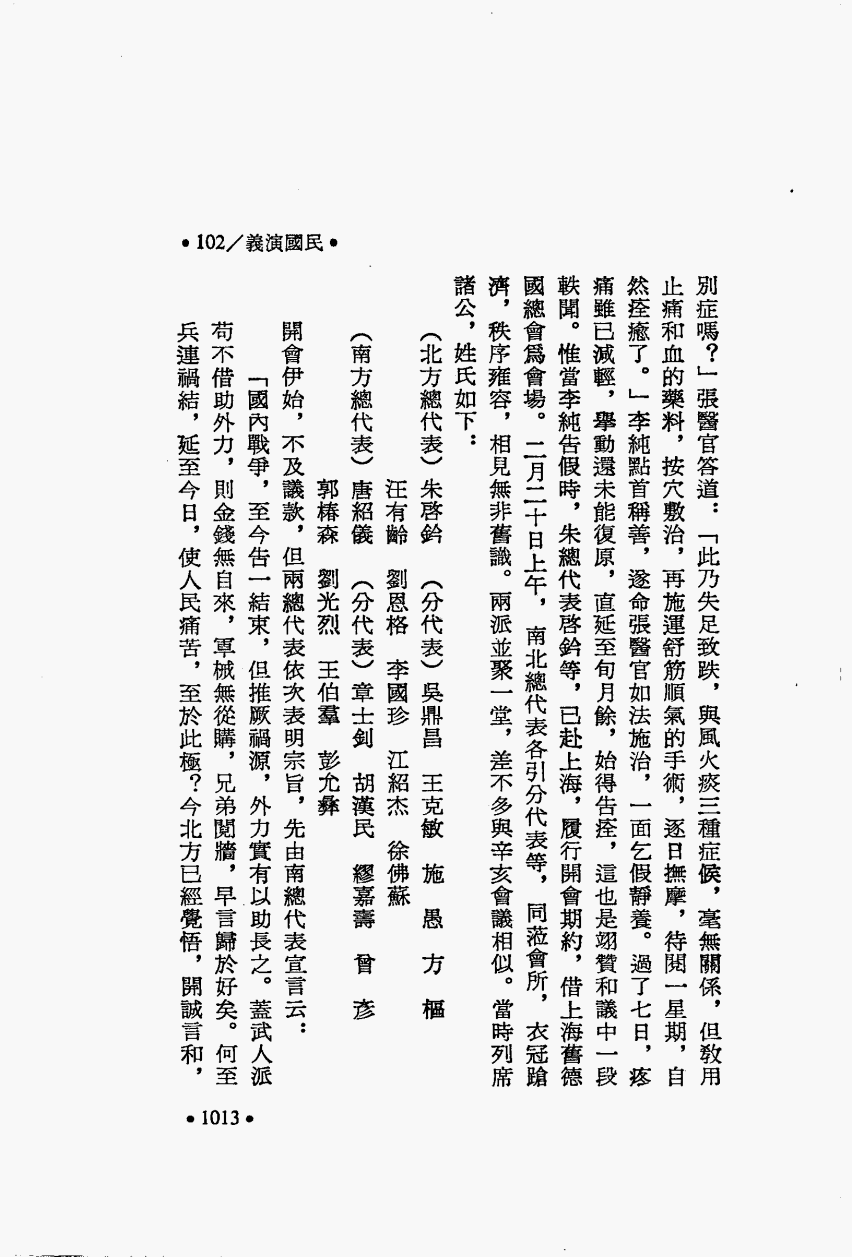 •102／義演國民•
別症嗎？」張醫官答道：「此乃失足致跌，與風火痰三種症候，毫無關係，但教用
止痛和血的藥料，按穴敷治，再施運舒筋順氣的手術，逐日撫摩，待閱一星期，自
然痊癒了。」李純點首稱善，遂命張醫官如法施治，一面乞假靜養。過了七日，疼
痛雖已減輕，舉動還未能復原，直延至旬月餘，始得告痊，這也是翊贊和議中一段
軼聞。惟當李純告假時，朱總代表啓鈐等，已赴上海，履行開會期約，借上海舊德
國總會爲會場。二月二十日上午，南北總代表各引分代表等，同蒞會所，衣冠蹌
濟，秩序雍容，相見無非舊識。兩派並聚一堂，差不多與辛亥會議相似。當時列席
諸公，姓氏如下：
（北方總代表）朱啓鈐　（分代表）吳鼎昌　王克敏　施　愚　方　樞
汪有齡　劉恩格　李國珍　江紹杰　徐佛蘇
（南方總代表）唐紹儀　（分代表）章士釗　胡漢民　繆嘉壽　曾　彥
郭椿森　劉光烈　王伯羣　彭允彝
開會伊始，不及議款，但兩總代表依次表明宗旨，先由南總代表宣言云：
「國內戰爭，至今告一結束，但推厥禍源，外力實有以助長之。蓋武人派
苟不借助外力，則金錢無自來，軍械無從購，兄弟鬩牆，早言歸於好矣。何至
兵連禍結，延至今日，使人民痛苦，至於此極？今北方已經覺悟，開誠言和，
•1013•